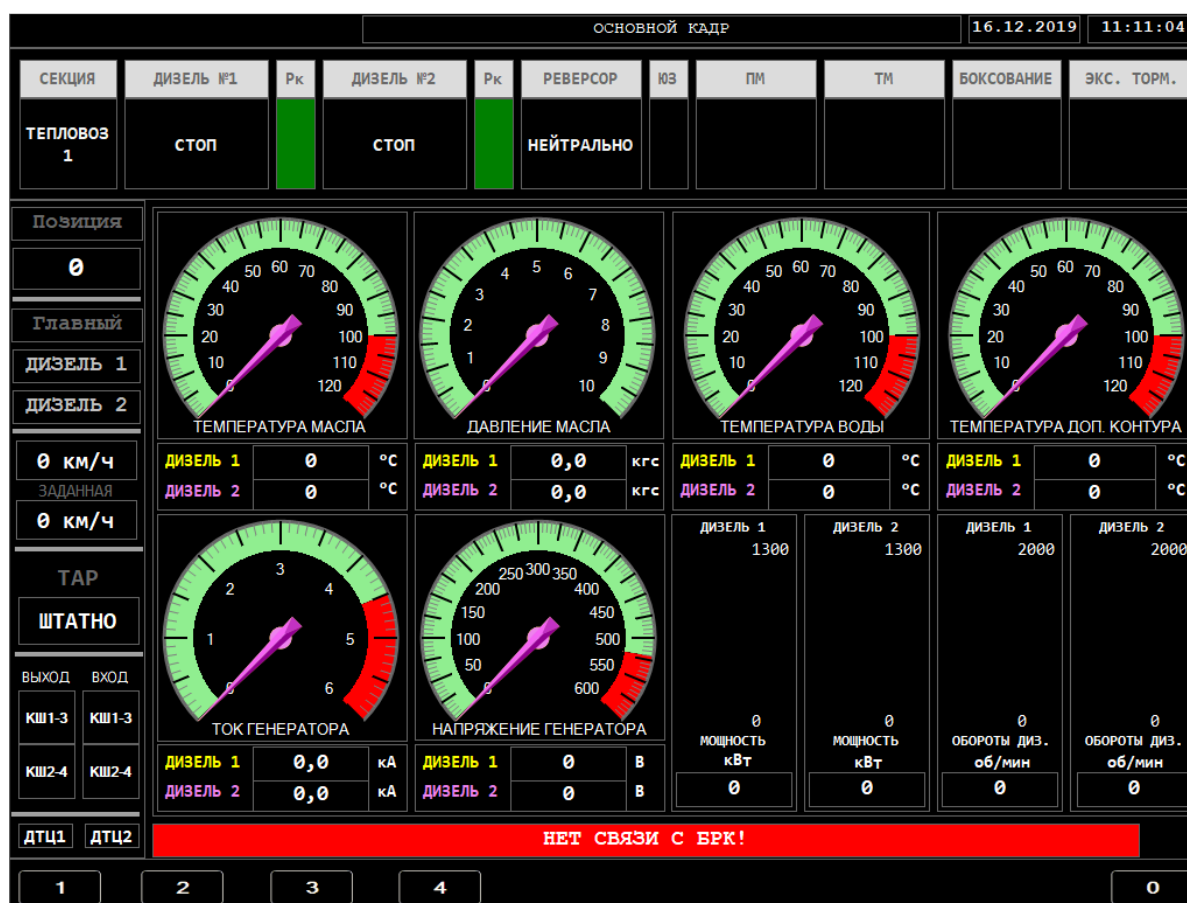 ОСНОВНОЙ КАДР 16.12.2019 11:11:04
СЕКЦИЯ ДИЗЕЛЬ №1 Рк ДИЗЕЛЬ №2 Рк РЕВЕРСОР ЮЗ ПМ ТМ БОКСОВАНИЕ ЭКС. ТОРМ.
ТЕПЛОВОЗ
1
СТОП СТОП НЕЙТРАЛЬНО
Позиция
0
Главный
ДИЗЕЛЬ 1
ДИЗЕЛЬ 2
0 км/ч
ЗАДАННАЯ
0 км/ч
ТАР
ШТАТНО
ВЫХОД ВХОД
КШ1-3 КШ1-3
КШ2-4 КШ2-4
ДТЦ1 ДТЦ2
0 10 20 30 40 50 60 70 80 90 100 110 120
ТЕМПЕРАТУРА МАСЛА
ДИЗЕЛЬ 1 0 °C
ДИЗЕЛЬ 2 0 °C
0 1 2 3 4 5 6 7 8 9 10
ДАВЛЕНИЕ МАСЛА
ДИЗЕЛЬ 1 0,0 кгс
ДИЗЕЛЬ 2 0,0 кгс
0 10 20 30 40 50 60 70 80 90 100 110 120
ТЕМПЕРАТУРА ВОДЫ
ДИЗЕЛЬ 1 0 °C
ДИЗЕЛЬ 2 0 °C
0 10 20 30 40 50 60 70 80 90 100 110 120
ТЕМПЕРАТУРА ДОП. КОНТУРА
ДИЗЕЛЬ 1 0 °C
ДИЗЕЛЬ 2 0 °C
0 1 2 3 4 5 6
ТОК ГЕНЕРАТОРА
ДИЗЕЛЬ 1 0,0 кА
ДИЗЕЛЬ 2 0,0 кА
0 50 100 150 200 250 300 350 400 450 500 550 600
НАПРЯЖЕНИЕ ГЕНЕРАТОРА
ДИЗЕЛЬ 1 0 В
ДИЗЕЛЬ 2 0 В
ДИЗЕЛЬ 1
1300
0
МОЩНОСТЬ
кВт
0
ДИЗЕЛЬ 2
1300
0
МОЩНОСТЬ
кВт
0
ДИЗЕЛЬ 1
2000
0
ОБОРОТЫ ДИЗ.
об/мин
0
ДИЗЕЛЬ 2
2000
0
ОБОРОТЫ ДИЗ.
об/мин
0
НЕТ СВЯЗИ С БРК!
1 2 3 4 0